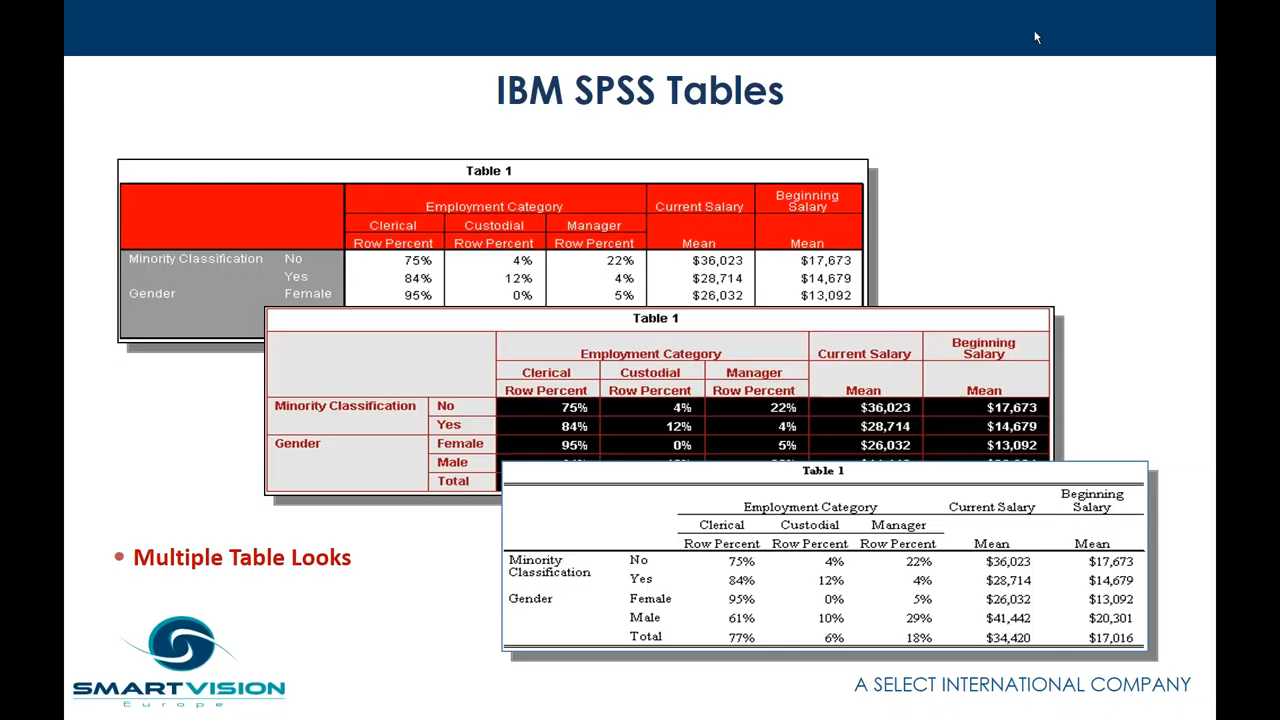 IBM SPSS Tables
Table 1
Employment Category Current Salary Beginning Salary
Clerical Custodial Manager
Row Percent Row Percent Row Percent Mean Mean
Minority Classification No 75% 4% 22% $36,023 $17,673
Yes 84% 12% 4% $28,714 $14,679
Gender Female 95% 0% 5% $26,032 $13,092
Table 1
Employment Category Current Salary Beginning Salary
Clerical Custodial Manager
Row Percent Row Percent Row Percent Mean Mean
Minority Classification No 75% 4% 22% $36,023 $17,673
Yes 84% 12% 4% $28,714 $14,679
Gender Female 95% 0% 5% $26,032 $13,092
Male
Total
Table 1
Employment Category Current Salary Beginning Salary
Clerical Custodial Manager
Row Percent Row Percent Row Percent Mean Mean
Minority Classification No 75% 4% 22% $36,023 $17,673
Yes 84% 12% 4% $28,714 $14,679
Gender Female 95% 0% 5% $26,032 $13,092
Male 61% 10% 29% $41,442 $20,301
Total 77% 6% 18% $34,420 $17,016
• Multiple Table Looks
SMARTVISION
Europe
A SELECT INTERNATIONAL COMPANY